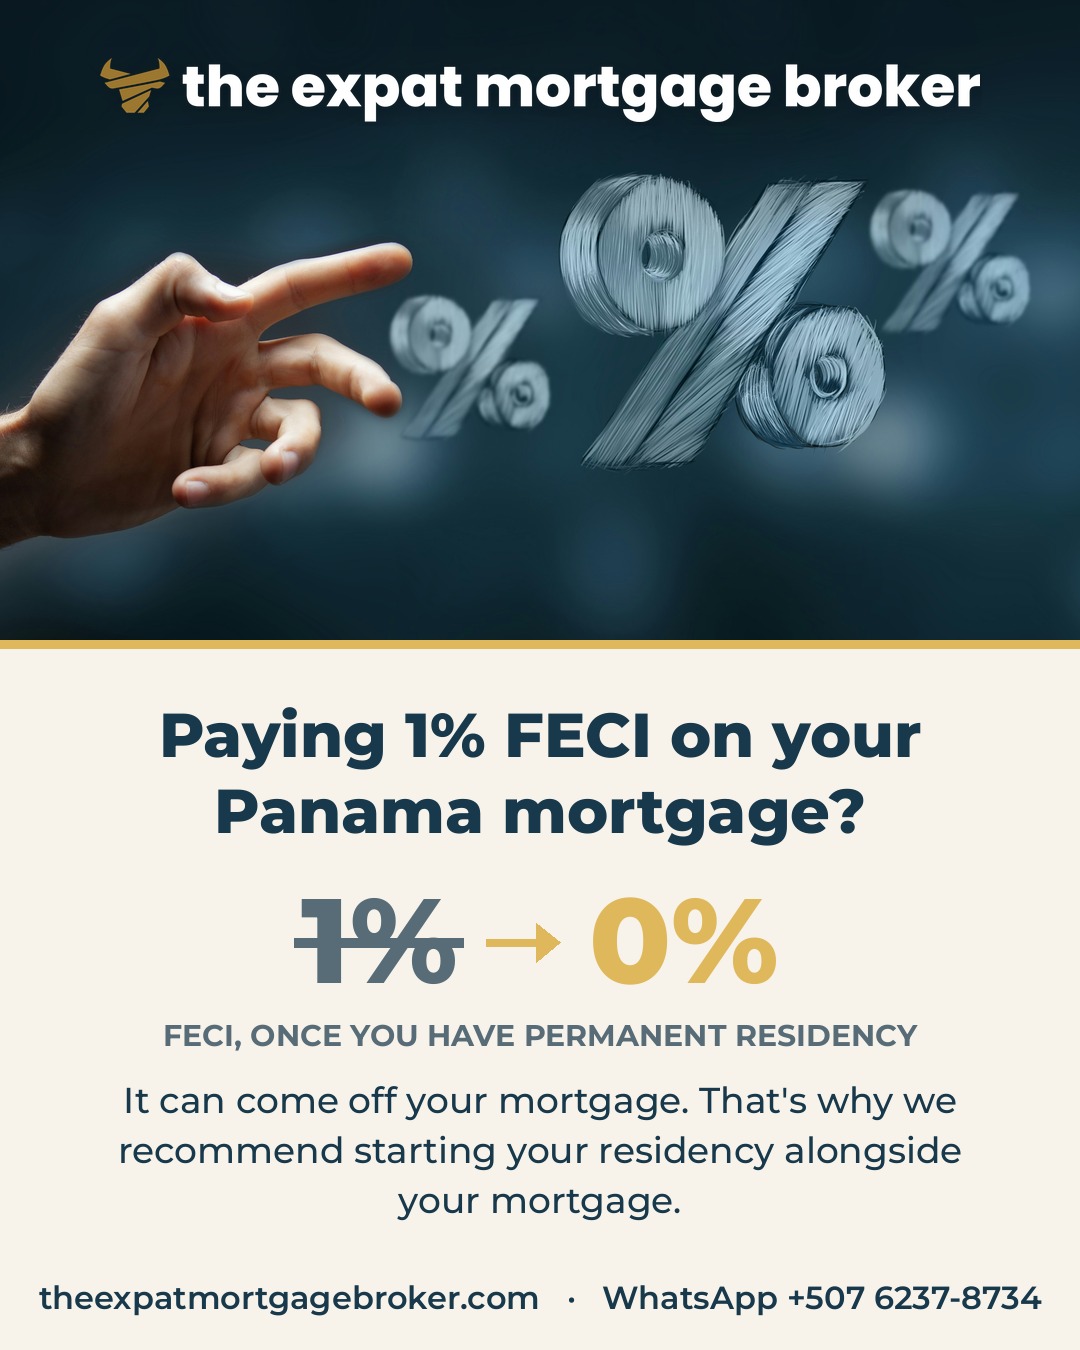 the expat mortgage broker
% % %
Paying 1% FECI on your
Panama mortgage?
1% → 0%
FECI, ONCE YOU HAVE PERMANENT RESIDENCY
It can come off your mortgage. That's why we
recommend starting your residency alongside
your mortgage.
theexpatmortgagebroker.com · WhatsApp +507 6237-8734